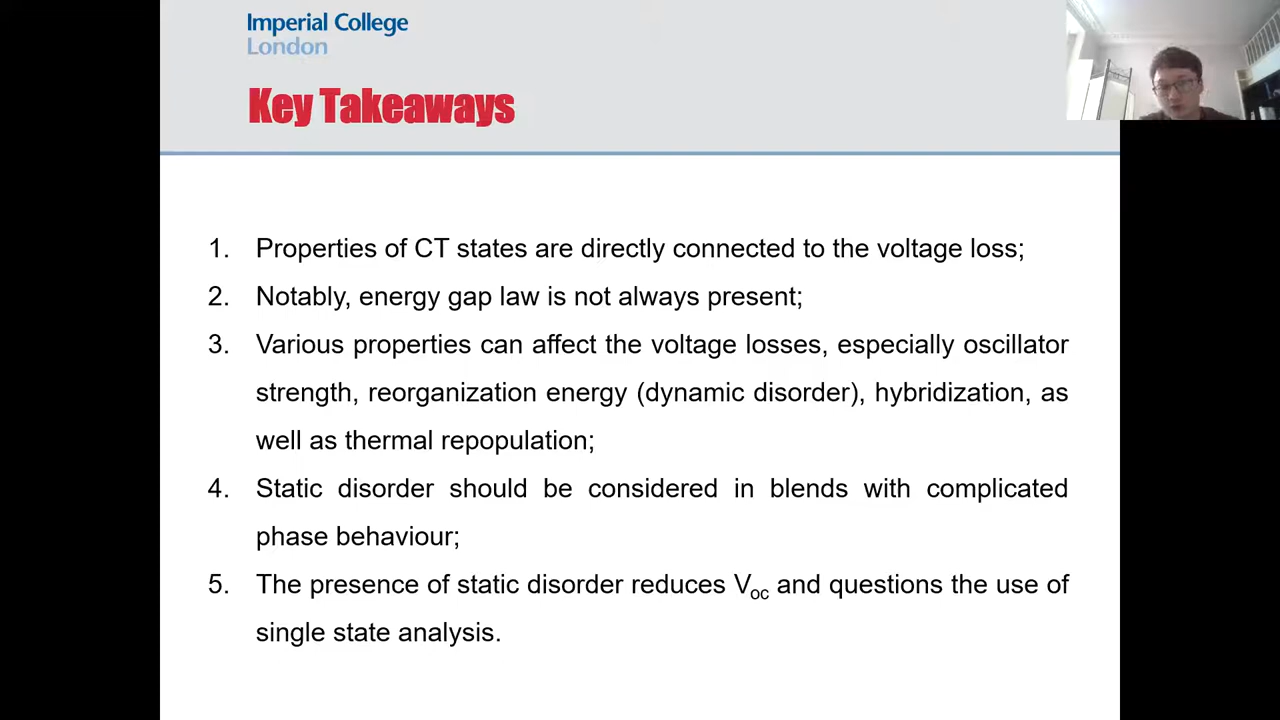 Imperial College
London
Key Takeaways
1. Properties of CT states are directly connected to the voltage loss;
2. Notably, energy gap law is not always present;
3. Various properties can affect the voltage losses, especially oscillator
strength, reorganization energy (dynamic disorder), hybridization, as
well as thermal repopulation;
4. Static disorder should be considered in blends with complicated
phase behaviour;
5. The presence of static disorder reduces Voc and questions the use of
single state analysis.